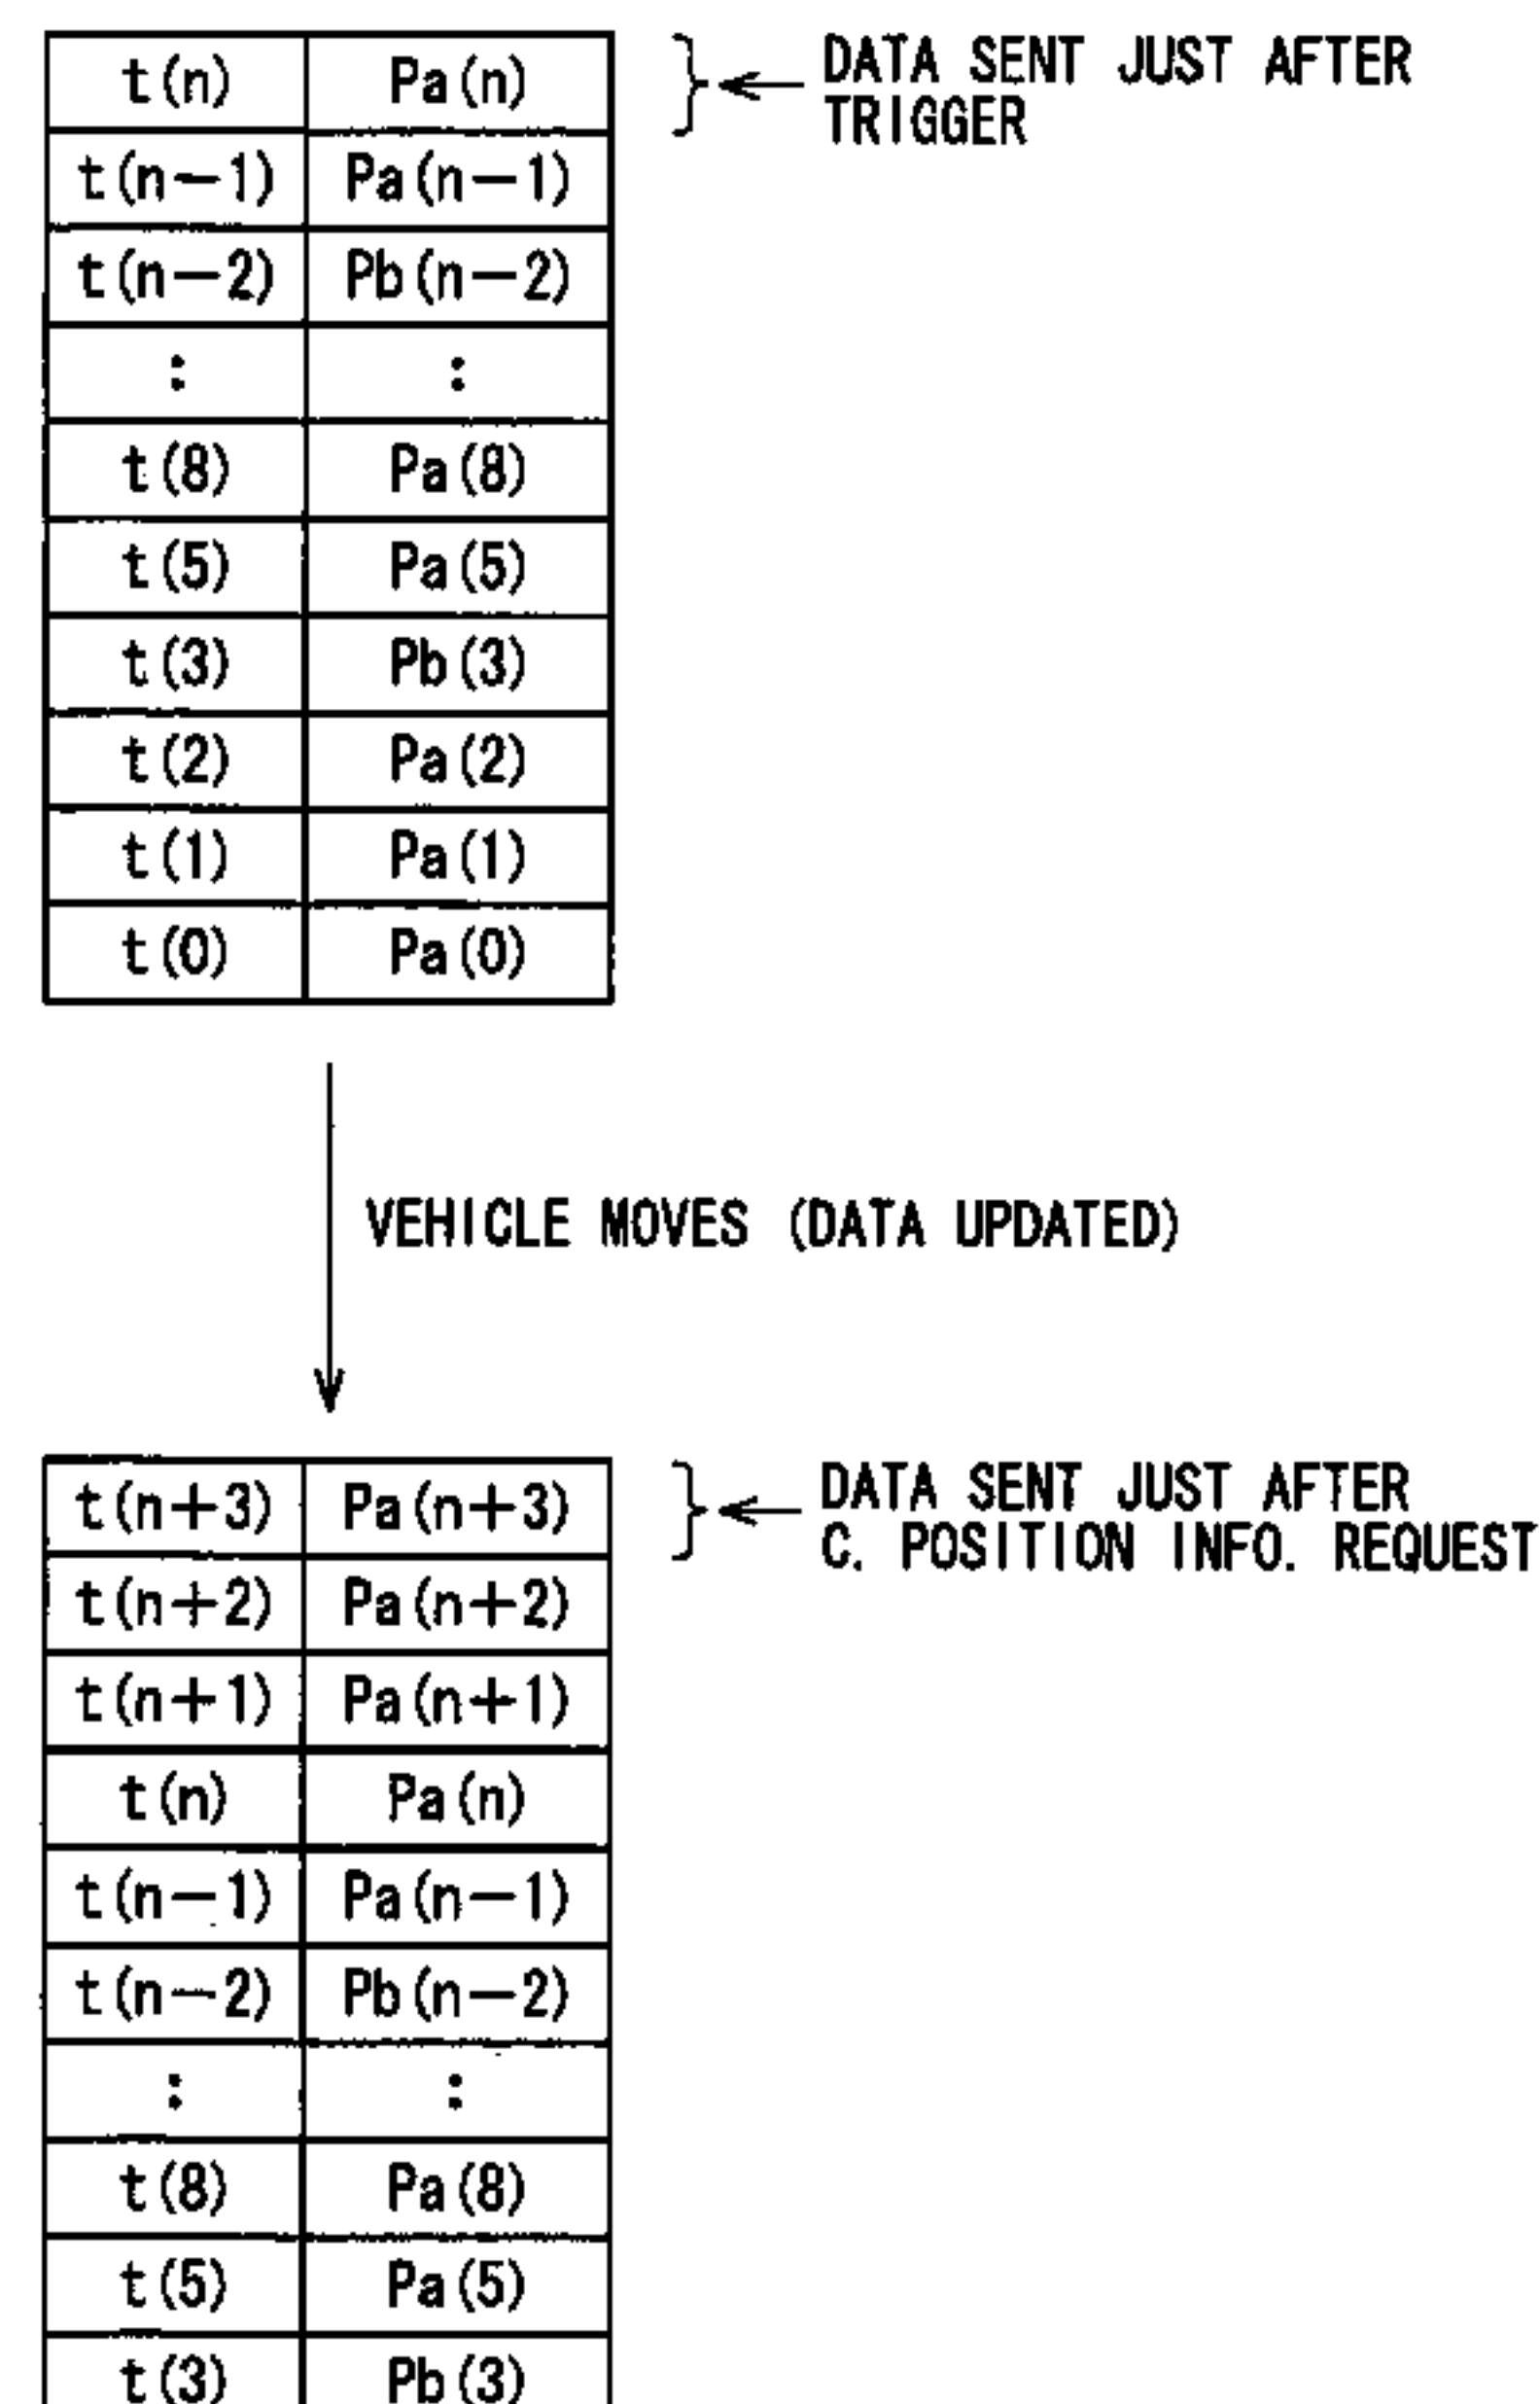 t(n) Pa(n) DATA SENT JUST AFTER
TRIGGER
t(n-1) Pa(n-1)
t(n-2) Pb(n-2)
: :
t(8) Pa(8)
t(5) Pa(5)
t(3) Pb(3)
t(2) Pa(2)
t(1) Pa(1)
t(0) Pa(0)
VEHICLE MOVES (DATA UPDATED)
t(n+3) Pa(n+3) DATA SENT JUST AFTER
C. POSITION INFO. REQUEST
t(n+2) Pa(n+2)
t(n+1) Pa(n+1)
t(n) Pa(n)
t(n-1) Pa(n-1)
t(n-2) Pb(n-2)
: :
t(8) Pa(8)
t(5) Pa(5)
t(3) Pb(3)